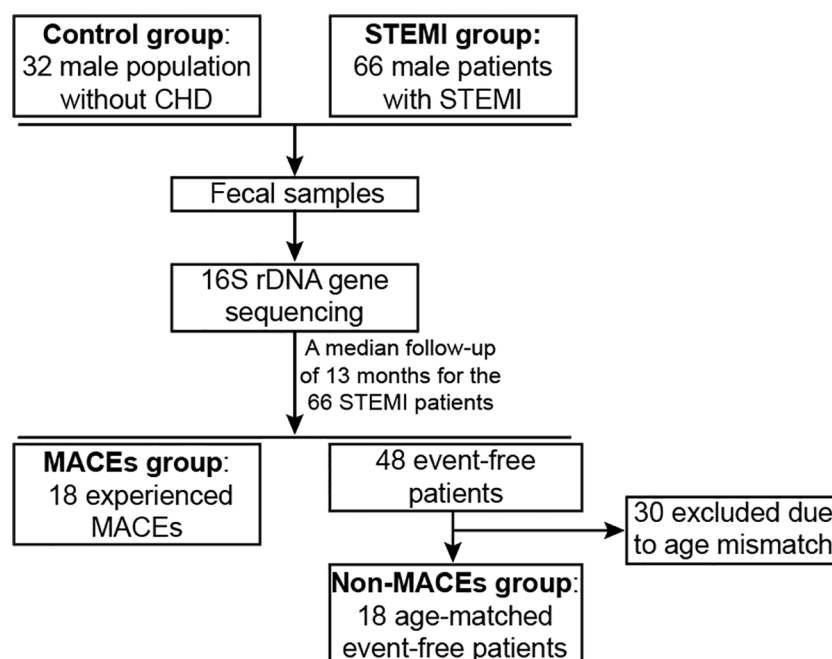 Control group:
32 male population
without CHD
STEMI group:
66 male patients
with STEMI
Fecal samples
16S rDNA gene
sequencing
A median follow-up
of 13 months for the
66 STEMI patients
MACEs group:
18 experienced
MACEs
48 event-free
patients
30 excluded due
to age mismatch
Non-MACEs group:
18 age-matched
event-free patients